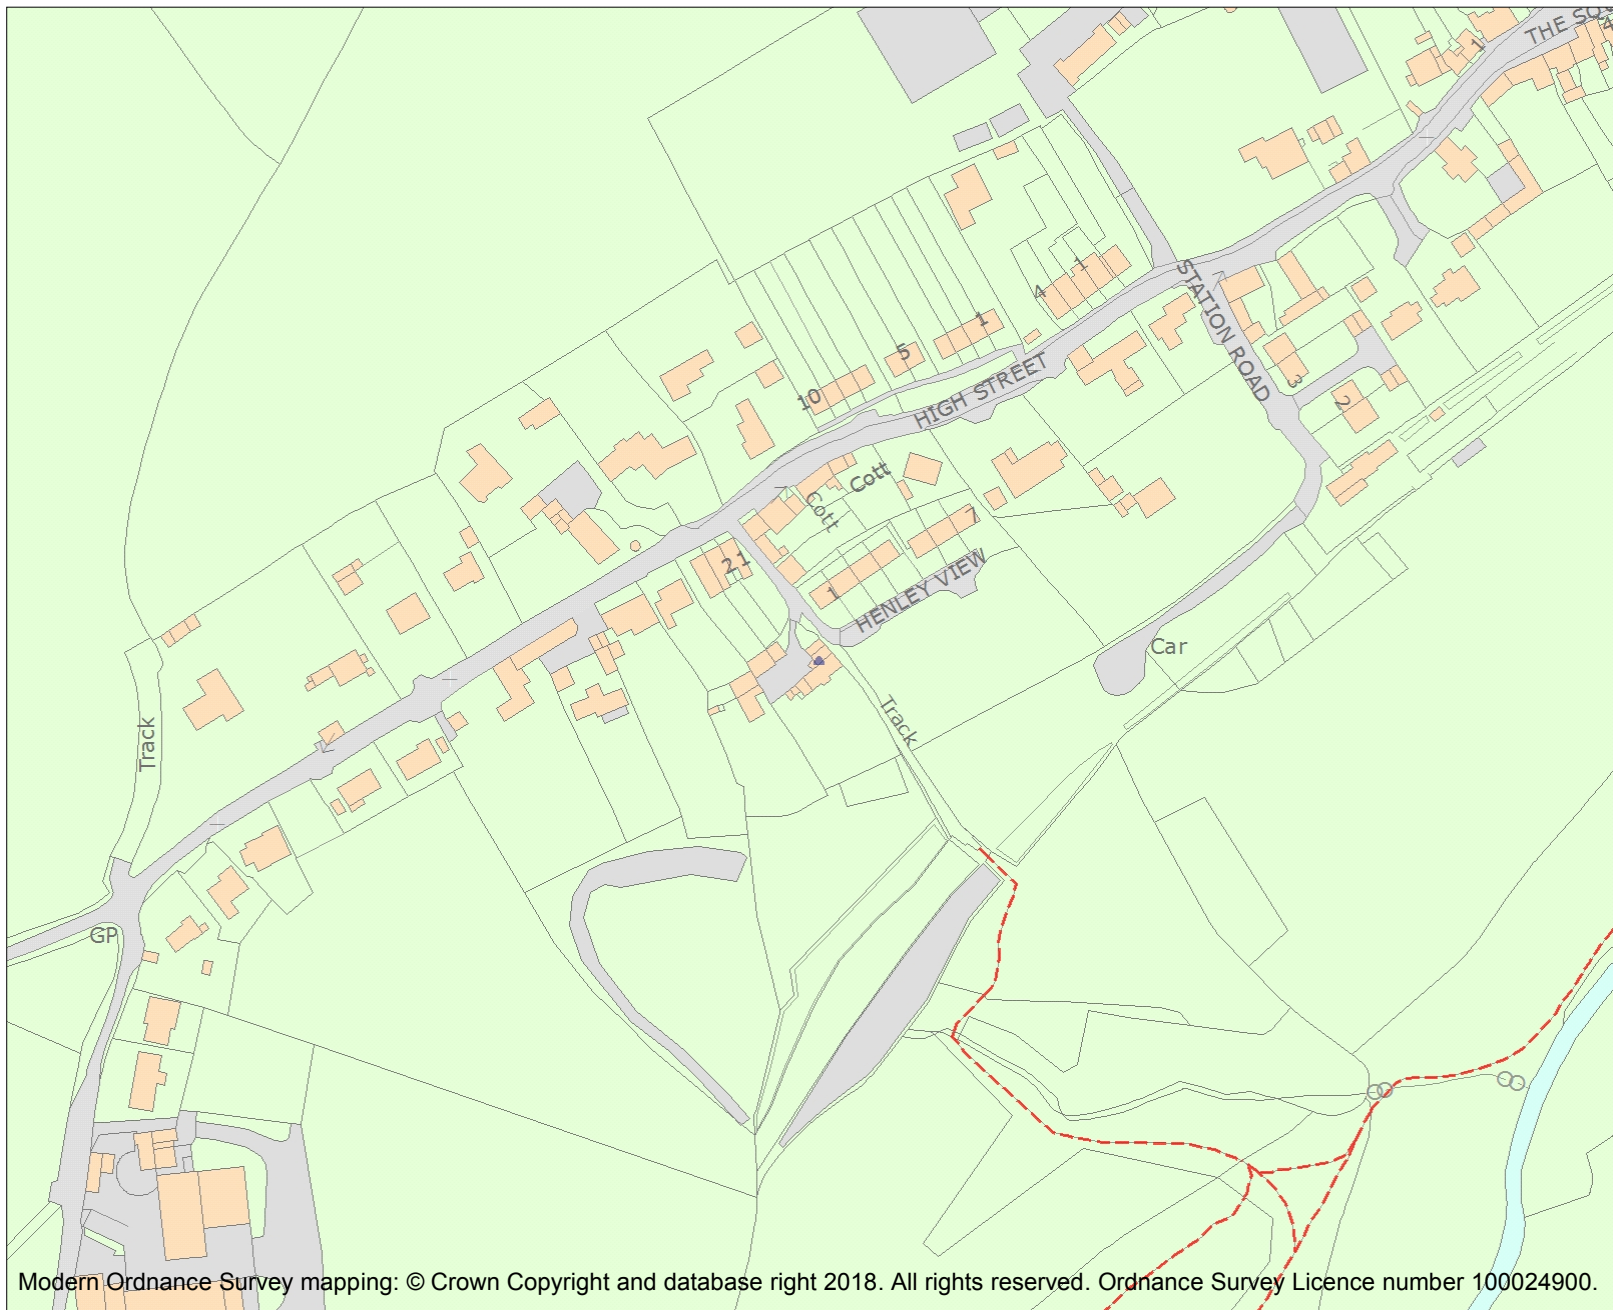 THE SQU
4
1
1
4
1
5
10
STATION ROAD
HIGH STREET
3
2
Cott
Cott
7
21
1
HENLEY VIEW
Car
Track
Track
GP
Modern Ordnance Survey mapping: © Crown Copyright and database right 2018. All rights reserved. Ordnance Survey Licence number 100024900.